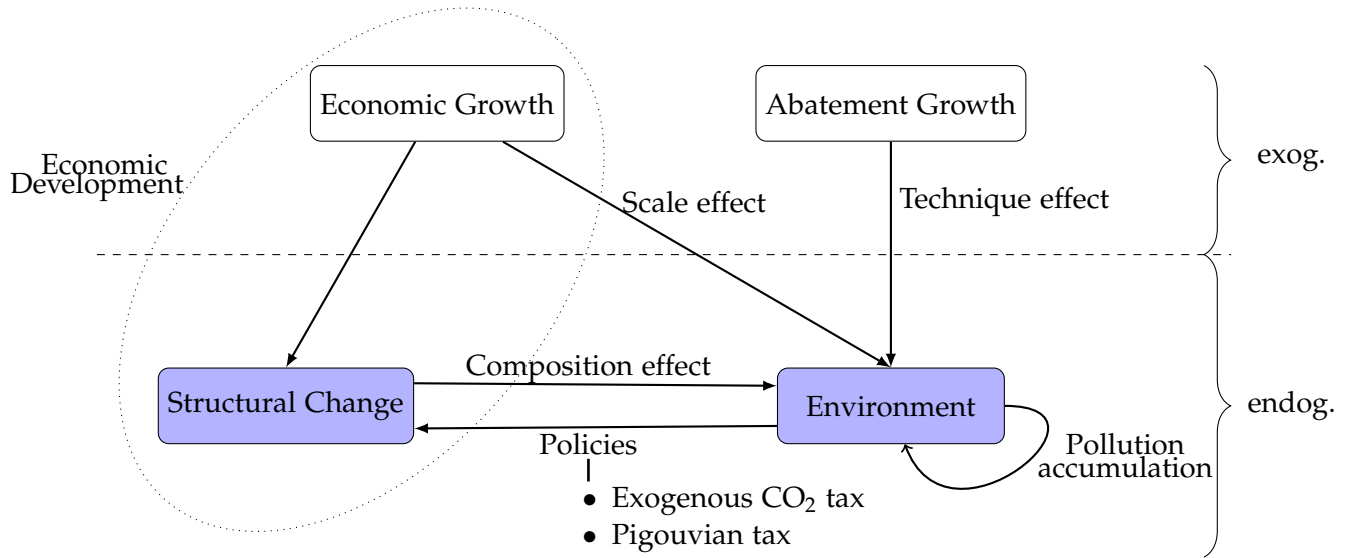 Economic Growth
Abatement Growth
Economic
Development
exog.
Scale effect
Technique effect
Composition effect
Structural Change
Environment
endog.
Policies
Pollution
accumulation
• Exogenous CO₂ tax
• Pigouvian tax